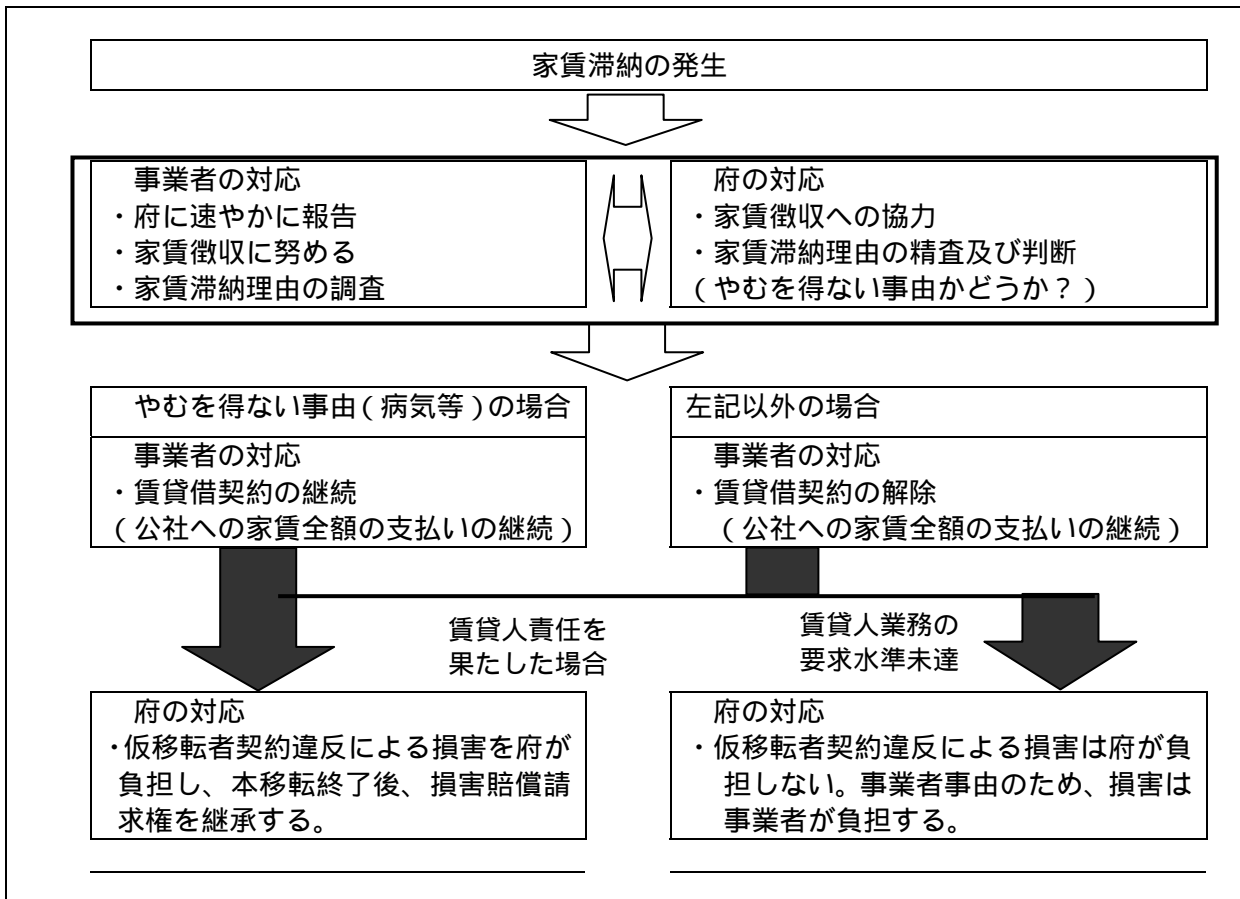 家賃滞納の発生
事業者の対応
・府に速やかに報告
・家賃徴収に努める
・家賃滞納理由の調査
府の対応
・家賃徴収への協力
・家賃滞納理由の精査及び判断
（やむを得ない事由かどうか？）
やむを得ない事由（病気等）の場合
事業者の対応
・賃貸借契約の継続
（公社への家賃全額の支払いの継続）
左記以外の場合
事業者の対応
・賃貸借契約の解除
（公社への家賃全額の支払いの継続）
賃貸人責任を
果たした場合
賃貸人業務の
要求水準未達
府の対応
・仮移転者契約違反による損害を府が
負担し、本移転終了後、損害賠償請
求権を継承する。
府の対応
・仮移転者契約違反による損害は府が負
担しない。事業者事由のため、損害は
事業者が負担する。